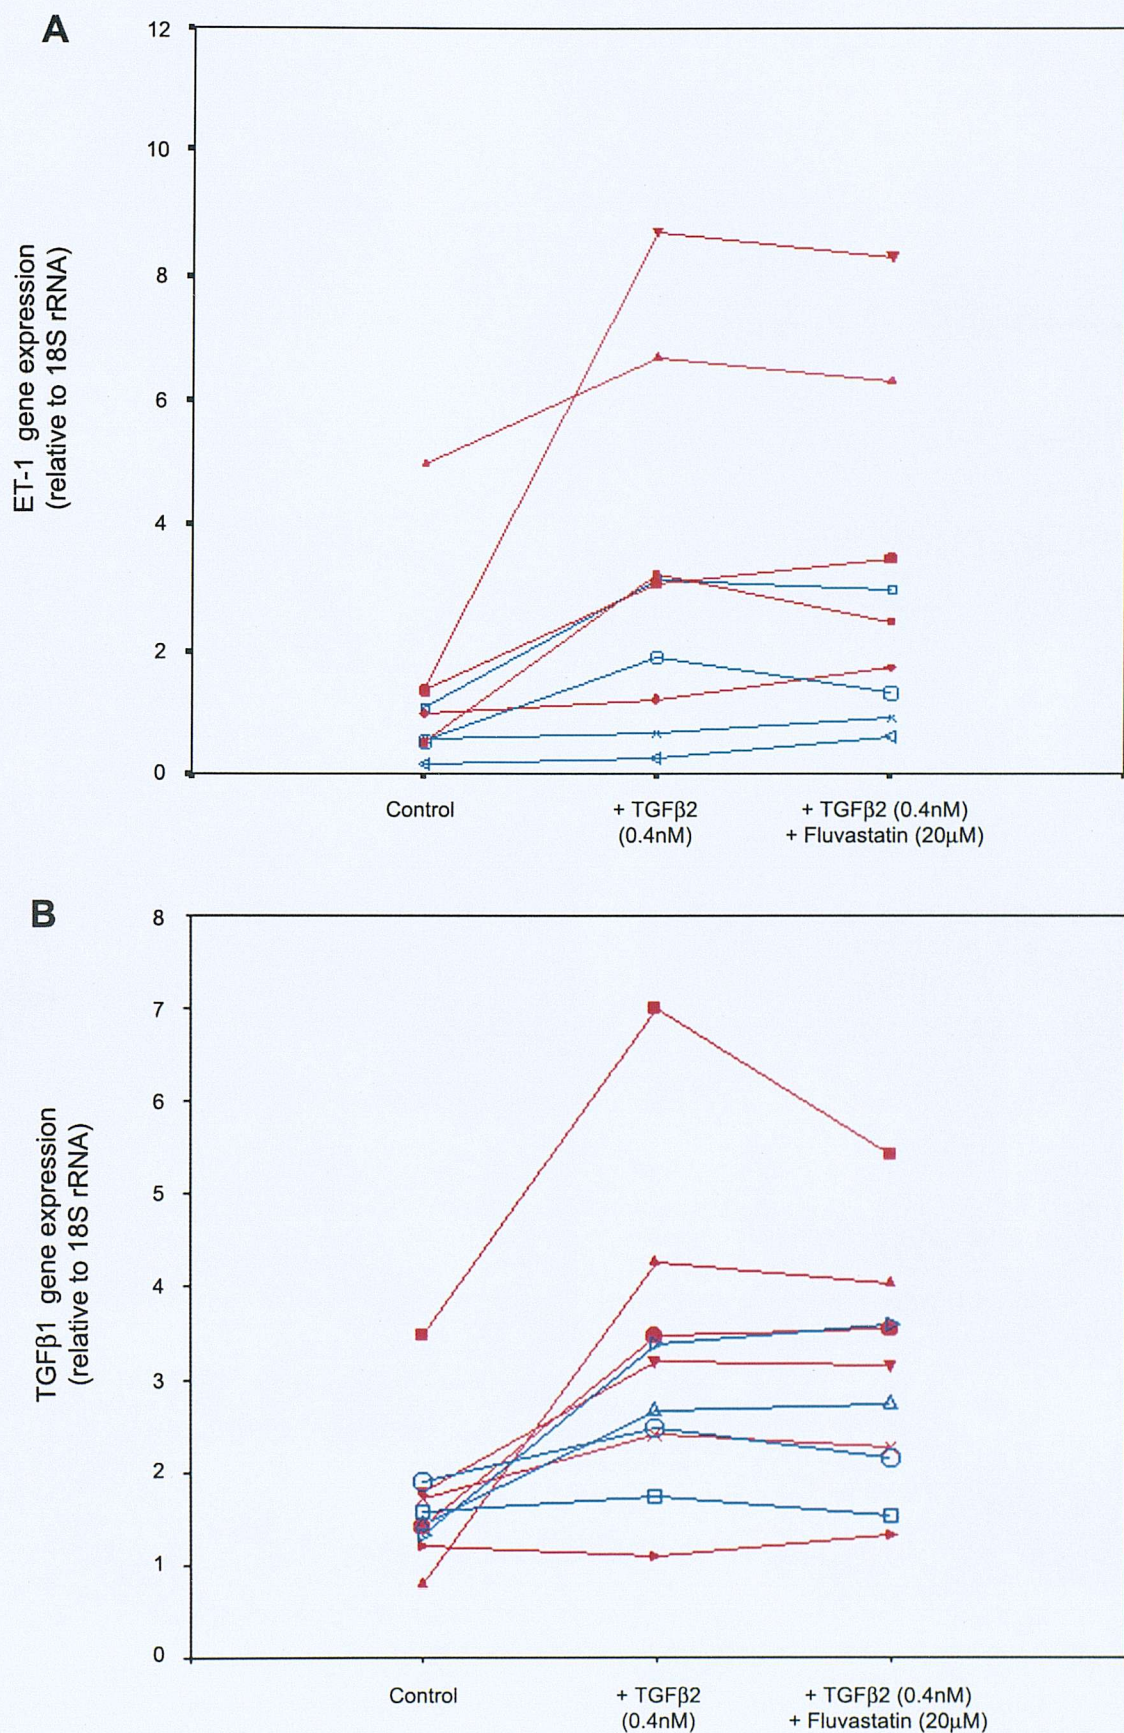 A
12
10
8
6
4
2
0
ET-1 gene expression
(relative to 18S rRNA)
Control
+ TGFβ2
(0.4nM)
+ TGFβ2 (0.4nM)
+ Fluvastatin (20μM)
B
8
7
6
5
4
3
2
1
0
TGFβ1 gene expression
(relative to 18S rRNA)
Control
+ TGFβ2
(0.4nM)
+ TGFβ2 (0.4nM)
+ Fluvastatin (20μM)